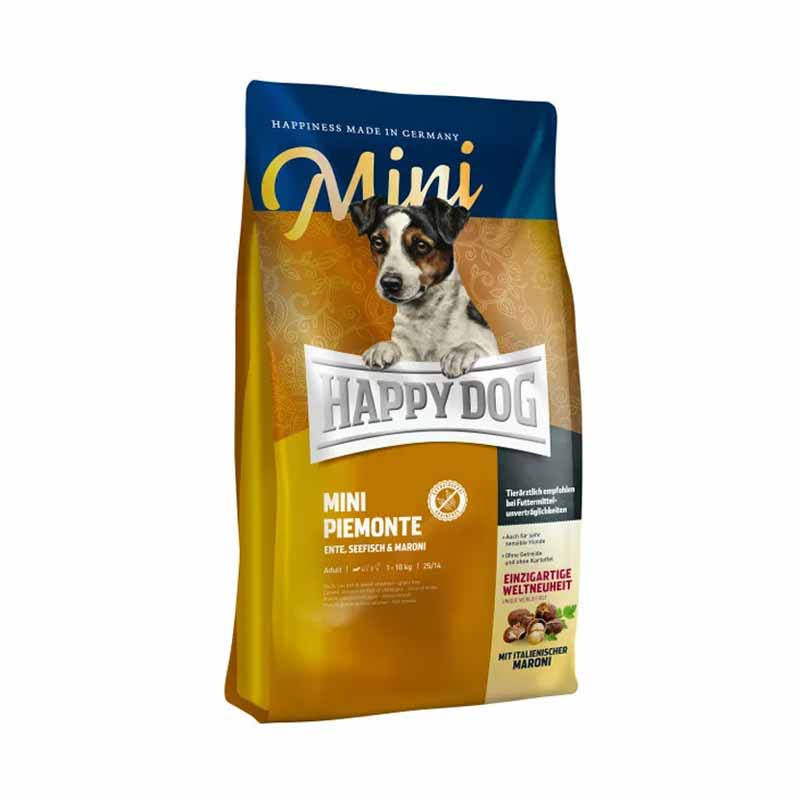 HAPPINESS MADE IN GERMANY
Mini
HAPPY DOG
MINI
PIEMONTE
ENTE, SEEFISCH & MARONI
Adult | 1 - 10 kg | 25/14
Tierärztlich empfohlen
bei Futtermittel-
unverträglichkeiten
• Auch für sehr
sensible Hunde
• Ohne Getreide
und ohne Kartoffel
EINZIGARTIGE
WELTNEUHEIT
MIT ITALIENISCHER
MARONI